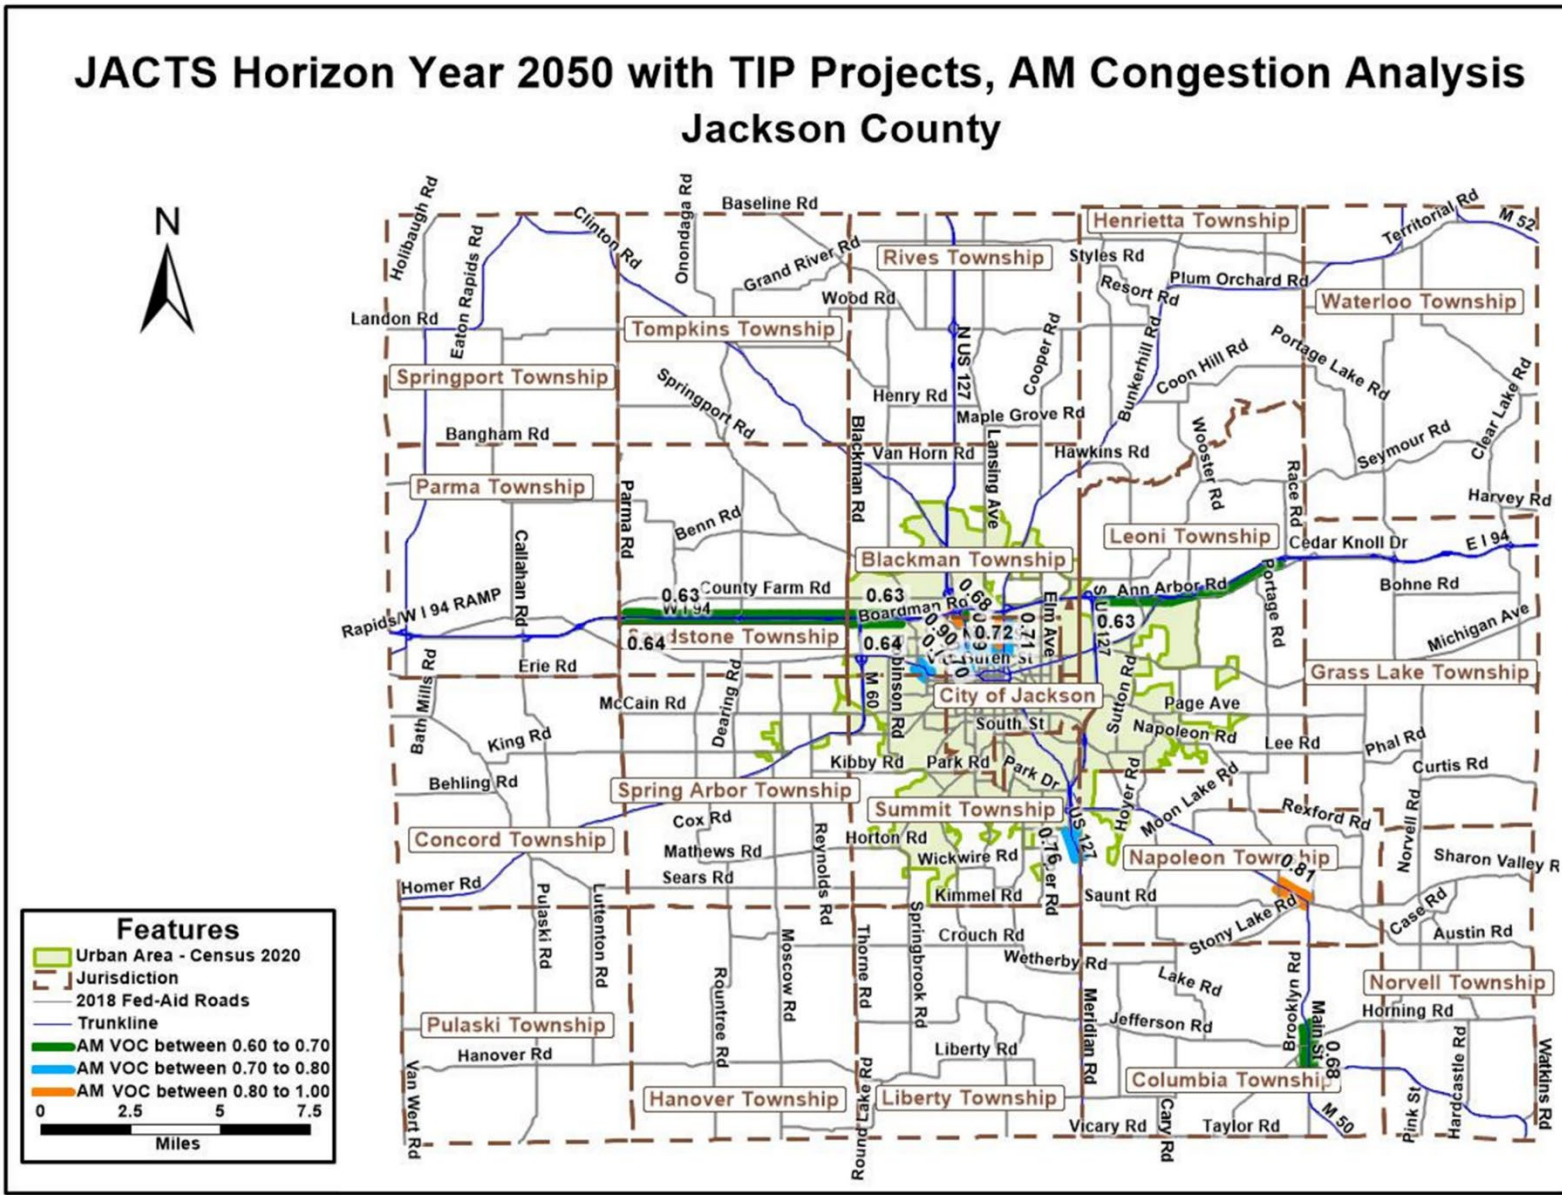 JACTS Horizon Year 2050 with TIP Projects, AM Congestion Analysis
Jackson County
N
Holibaugh Rd
Eaton Rapids Rd
Clinton Rd
Onondaga Rd
Baseline Rd
Grand River Rd
Rives Township
Henrietta Township
Styles Rd
Territorial Rd
M 52
Landon Rd
Wood Rd
Resort Rd
Plum Orchard Rd
Waterloo Township
Tompkins Township
N US 127
Cooper Rd
Bunkerhill Rd
Portage Lake Rd
Springport Township
Springport Rd
Henry Rd
Maple Grove Rd
Coon Hill Rd
Clear Lake Rd
Bangham Rd
Blackman Rd
Van Horn Rd
Lansing Ave
Hawkins Rd
Wooster Rd
Seymour Rd
Parma Township
Parma Rd
Race Rd
Harvey Rd
Benn Rd
Callahan Rd
Blackman Township
Leoni Township
Cedar Knoll Dr
E I 94
0.63
County Farm Rd
0.63
0.68
Ann Arbor Rd
Portage Rd
Bohne Rd
Rapids/W I 94 RAMP
W I 94
Boardman Rd
Elm Ave
0.63
Michigan Ave
0.64
Sandstone Township
0.64
0.90
0.72
0.71
Erie Rd
Grass Lake Township
Bath Mills Rd
McCain Rd
Dearing Rd
M 60
City of Jackson
Sutton Rd
Page Ave
King Rd
South St
Napoleon Rd
Lee Rd
Phal Rd
Behling Rd
Kibby Rd
Park Rd
Park Dr
Hoyer Rd
Moon Lake Rd
Curtis Rd
Spring Arbor Township
Summit Township
US 127
Rexford Rd
Norvell Rd
Concord Township
Cox Rd
Reynolds Rd
Horton Rd
0.76
Mathews Rd
Wickwire Rd
Napoleon Township
0.81
Sharon Valley R
Homer Rd
Sears Rd
Kimmel Rd
Saunt Rd
Pulaski Rd
Luttenton Rd
Stony Lake Rd
Case Rd
Moscow Rd
Thorne Rd
Springbrook Rd
Crouch Rd
Austin Rd
Rountree Rd
Wetherby Rd
Lake Rd
Brooklyn Rd
Norvell Township
Pulaski Township
Meridian Rd
Jefferson Rd
Main St
Horning Rd
Hanover Rd
Liberty Rd
0.68
Hardcastle Rd
Watkins Rd
Van Wert Rd
Hanover Township
Round Lake Rd
Liberty Township
Columbia Township
Vicary Rd
Cary Rd
Taylor Rd
M 50
Pink St
Features
Urban Area - Census 2020
Jurisdiction
2018 Fed-Aid Roads
Trunkline
AM VOC between 0.60 to 0.70
AM VOC between 0.70 to 0.80
AM VOC between 0.80 to 1.00
0 2.5 5 7.5
Miles